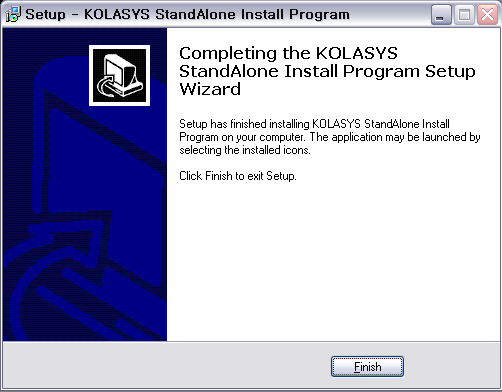 Setup - KOLASYS StandAlone Install Program
Completing the KOLASYS
StandAlone Install Program Setup
Wizard
Setup has finished installing KOLASYS StandAlone Install
Program on your computer. The application may be launched by
selecting the installed icons.
Click Finish to exit Setup.
Finish